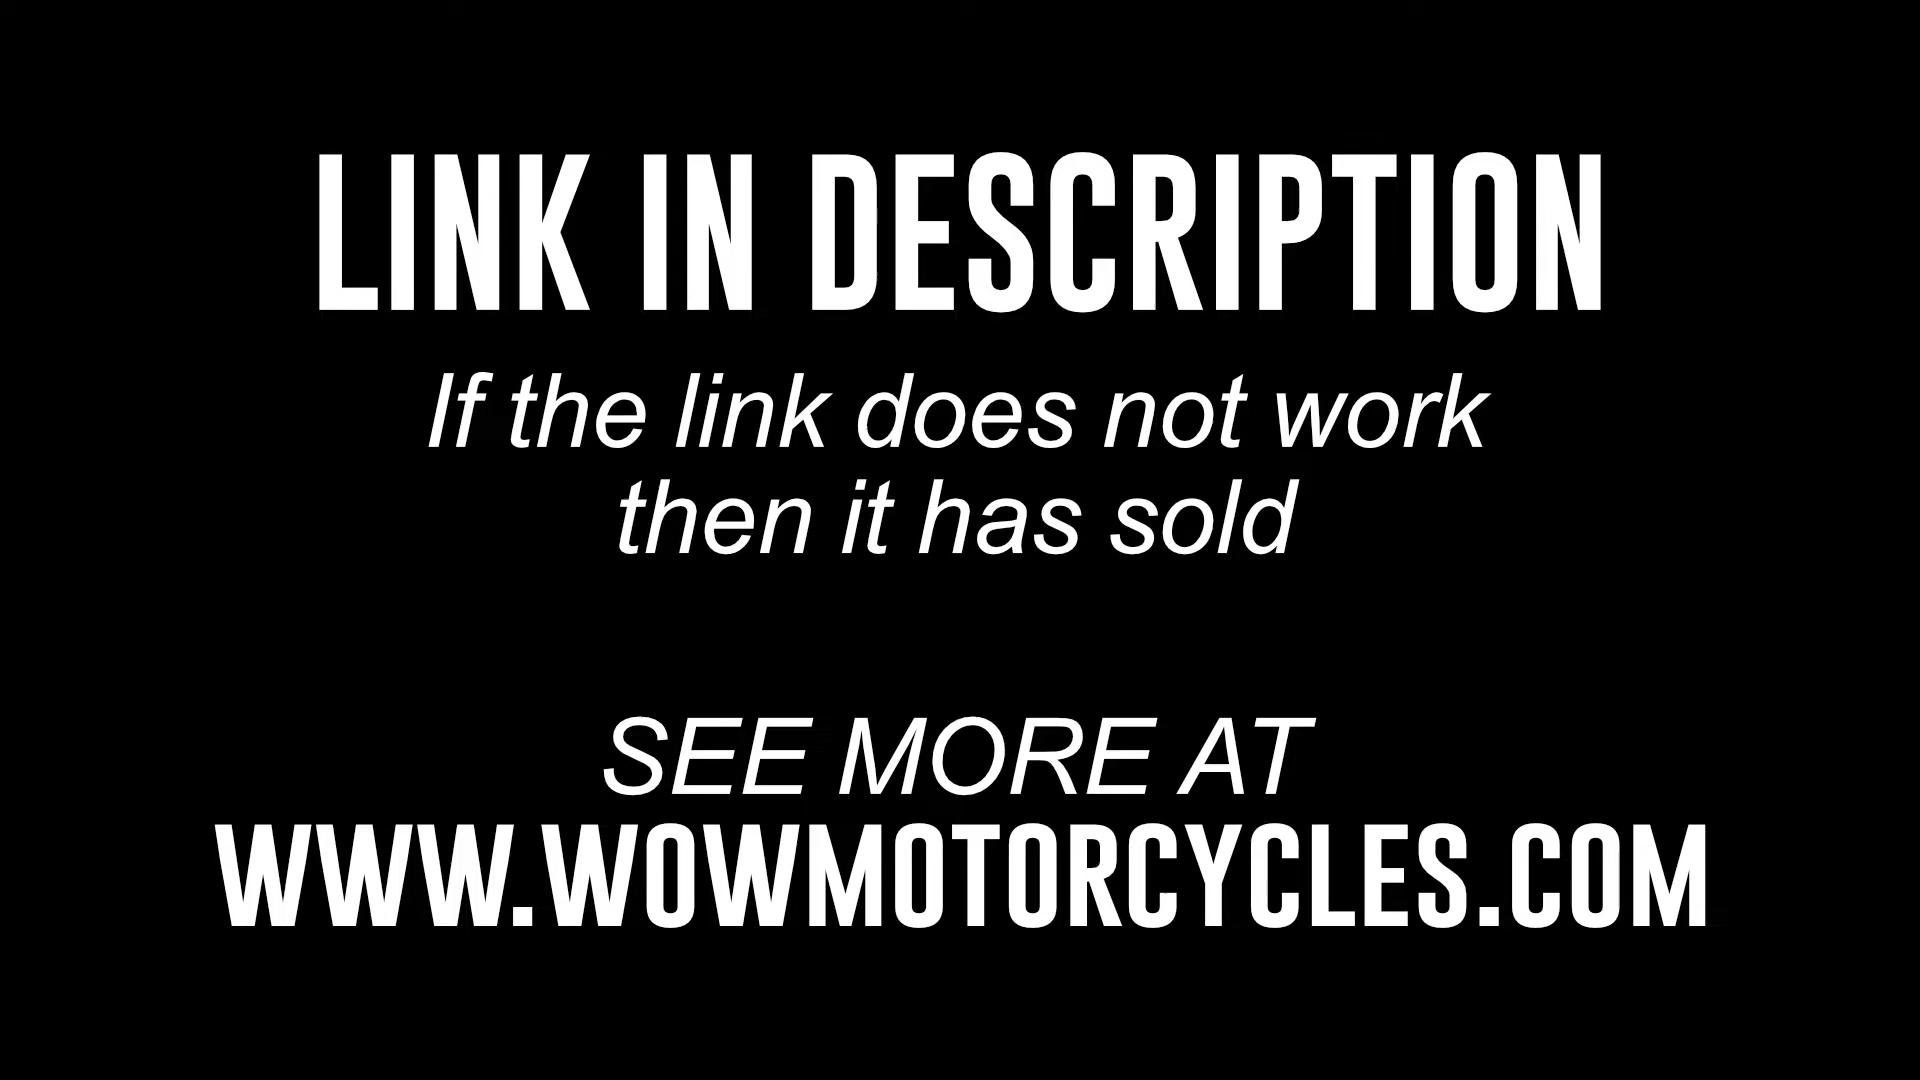 LINK IN DESCRIPTION
If the link does not work
then it has sold
SEE MORE AT
WWW.WOWMOTORCYCLES.COM